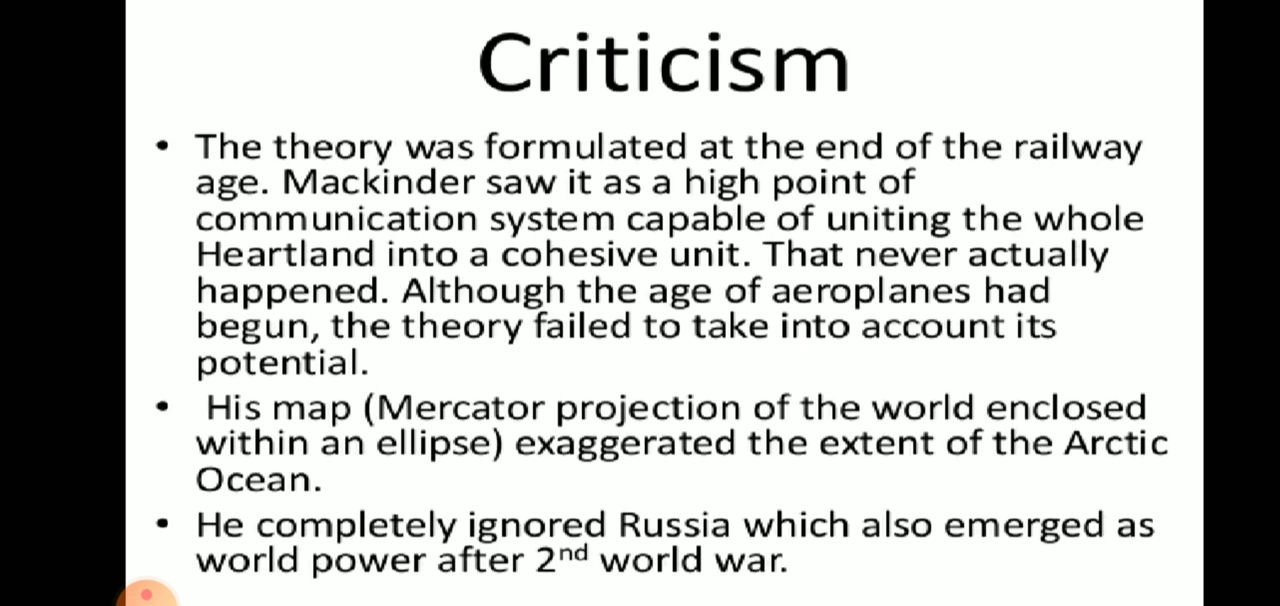 Criticism
• The theory was formulated at the end of the railway
age. Mackinder saw it as a high point of
communication system capable of uniting the whole
Heartland into a cohesive unit. That never actually
happened. Although the age of aeroplanes had
begun, the theory failed to take into account its
potential.
• His map (Mercator projection of the world enclosed
within an ellipse) exaggerated the extent of the Arctic
Ocean.
• He completely ignored Russia which also emerged as
world power after 2nd world war.